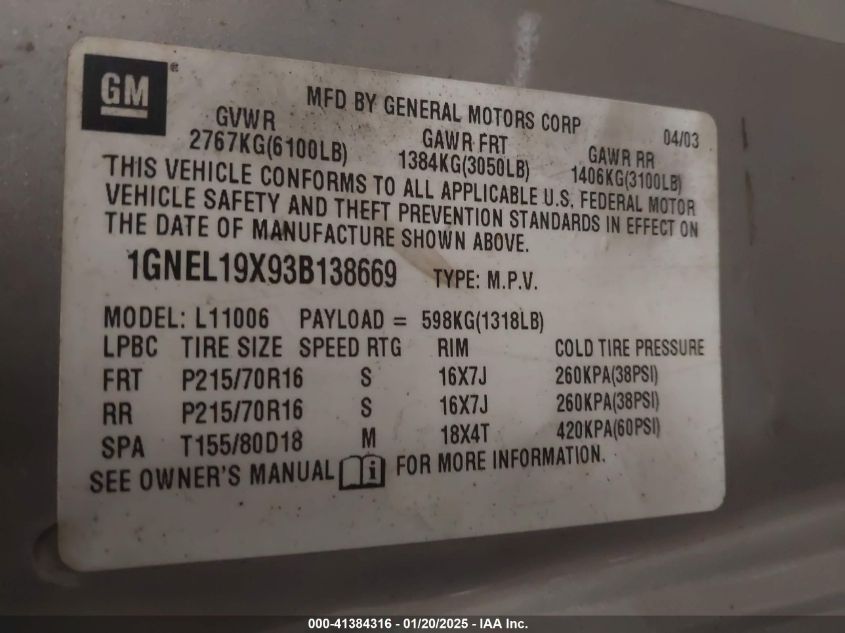 GM®
MFD BY GENERAL MOTORS CORP 04/03
GVWR GAWR FRT GAWR RR
2767KG(6100LB) 1384KG(3050LB) 1406KG(3100LB)
THIS VEHICLE CONFORMS TO ALL APPLICABLE U.S. FEDERAL MOTOR
VEHICLE SAFETY AND THEFT PREVENTION STANDARDS IN EFFECT ON
THE DATE OF MANUFACTURE SHOWN ABOVE.
1GNEL19X93B138669 TYPE: M.P.V.
MODEL: L11006 PAYLOAD = 598KG(1318LB)
LPBC TIRE SIZE SPEED RTG RIM COLD TIRE PRESSURE
FRT P215/70R16 S 16X7J 260KPA(38PSI)
RR P215/70R16 S 16X7J 260KPA(38PSI)
SPA T155/80D18 M 18X4T 420KPA(60PSI)
SEE OWNER'S MANUAL i FOR MORE INFORMATION.
000-41384316 - 01/20/2025 - IAA Inc.